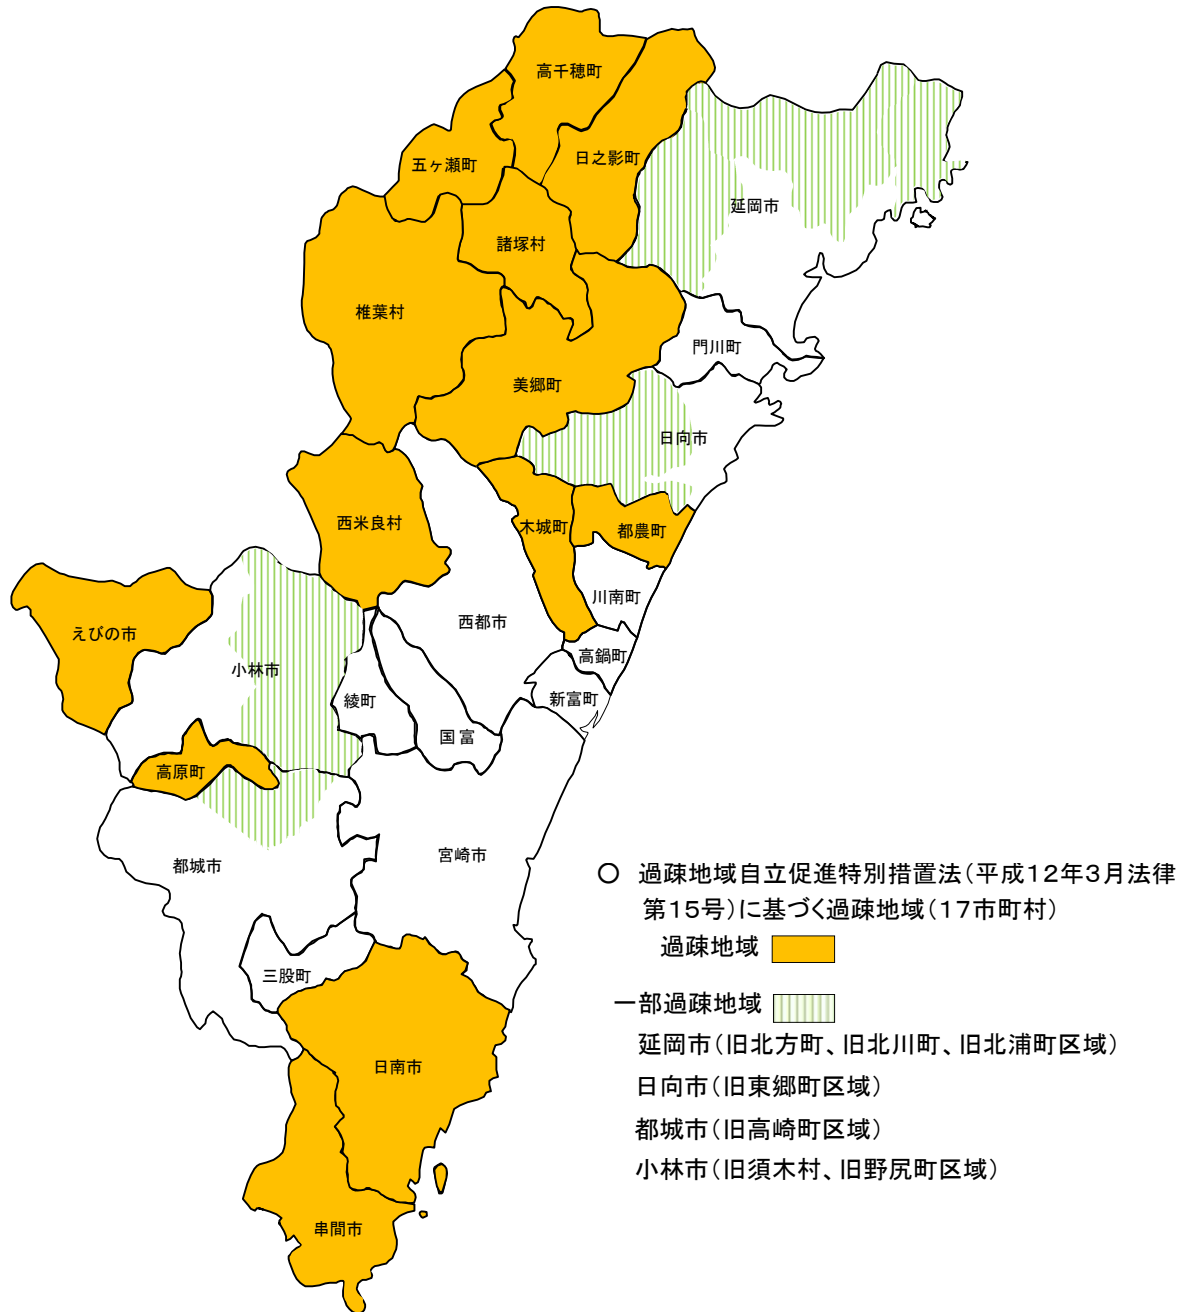 高千穂町
日之影町
五ヶ瀬町
延岡市
諸塚村
椎葉村
門川町
美郷町
日向市
西米良村
木城町
都農町
川南町
西都市
えびの市
高鍋町
小林市
綾町
新富町
国富
高原町
宮崎市
都城市
三股町
日南市
串間市
○ 過疎地域自立促進特別措置法(平成12年3月法律
第15号)に基づく過疎地域(17市町村)
過疎地域
一部過疎地域
延岡市(旧北方町、旧北川町、旧北浦町区域)
日向市(旧東郷町区域)
都城市(旧高崎町区域)
小林市(旧須木村、旧野尻町区域)